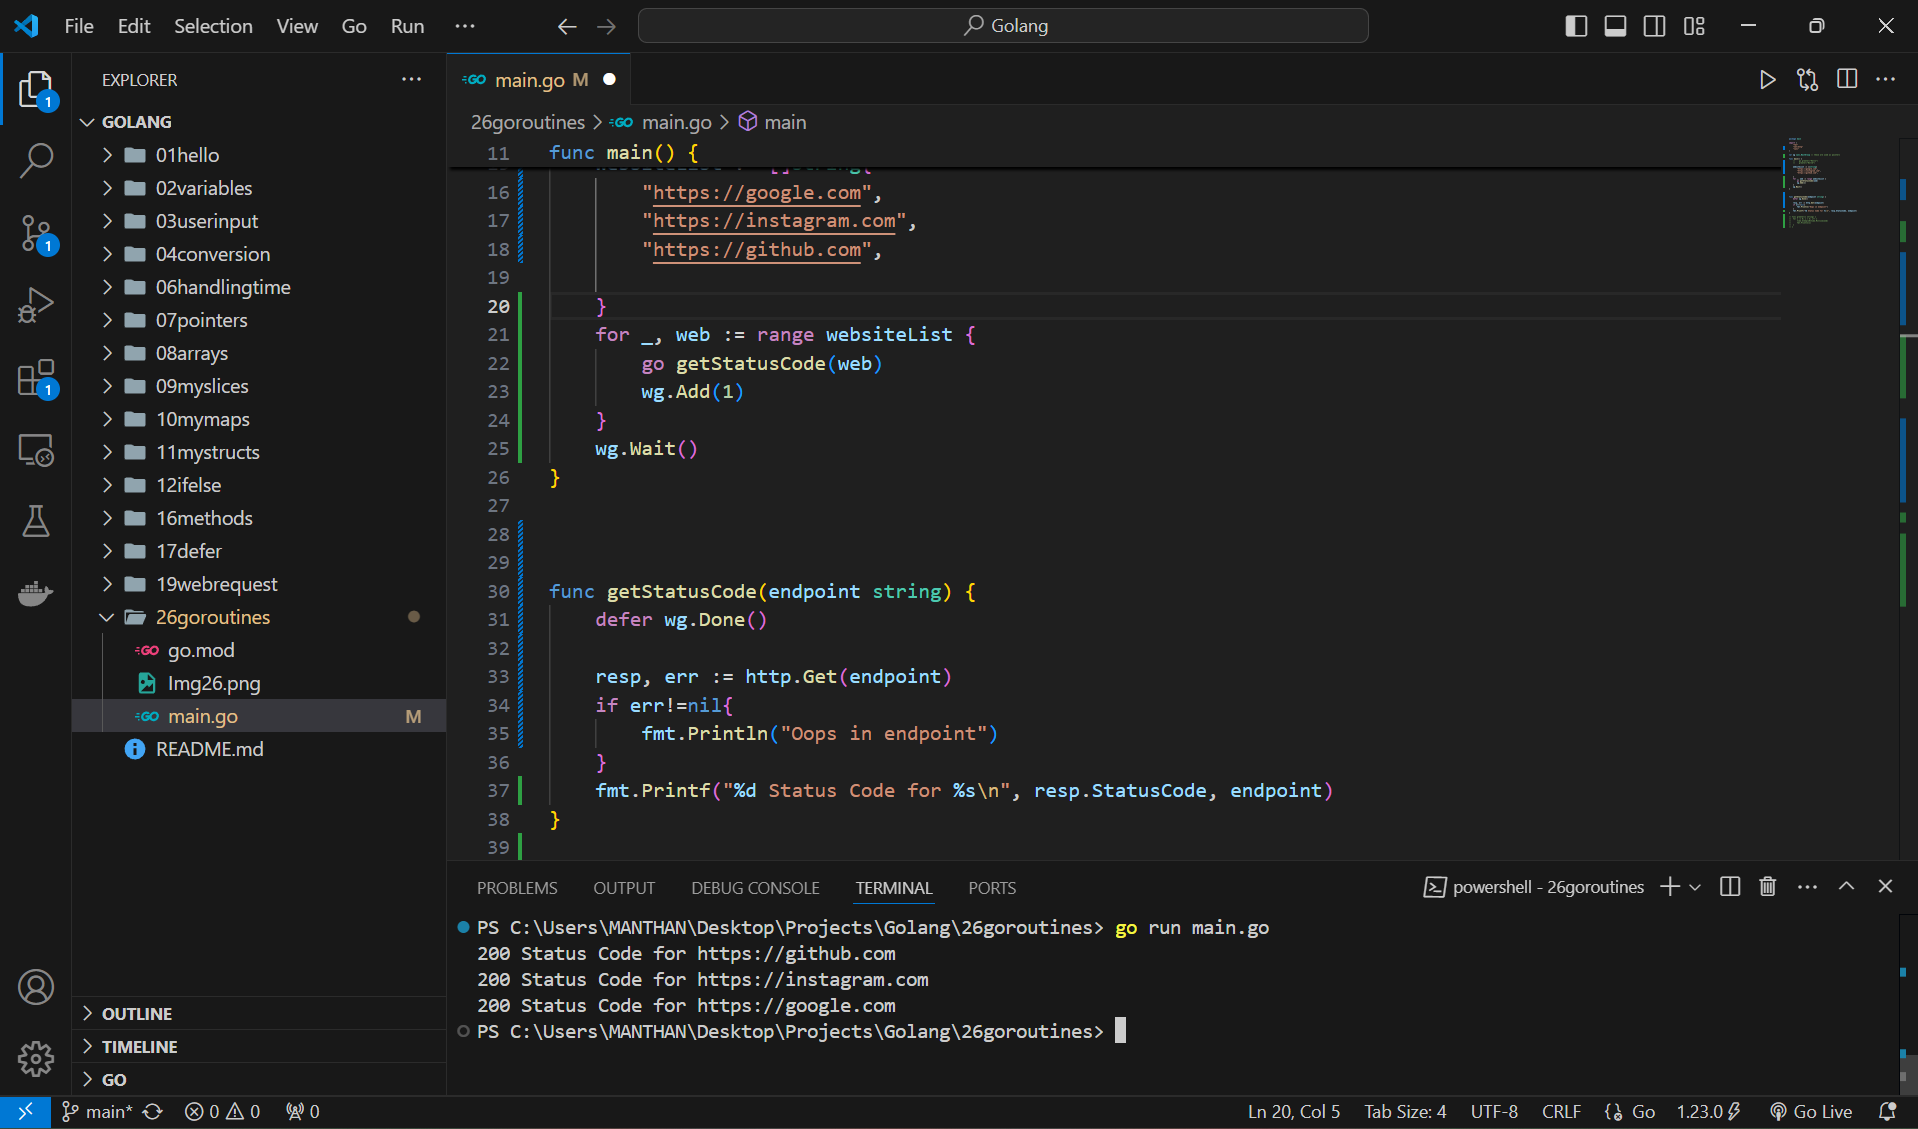 File Edit Selection View Go Run ···
Golang
EXPLORER ···
main.go M
1
GOLANG
26goroutines > main.go > main
01hello
02variables
03userinput
1
04conversion
06handlingtime
07pointers
08arrays
09myslices
1
10mymaps
11mystructs
12ifelse
16methods
17defer
19webrequest
26goroutines
GO go.mod
Img26.png
GO main.go M
README.md
OUTLINE
TIMELINE
GO
11 func main() {
16 "https://google.com",
17 "https://instagram.com",
18 "https://github.com",
19
20 }
21 for _, web := range websiteList {
22 go getStatusCode(web)
23 wg.Add(1)
24 }
25 wg.Wait()
26 }
27
28
29
30 func getStatusCode(endpoint string) {
31 defer wg.Done()
32
33 resp, err := http.Get(endpoint)
34 if err!=nil{
35 fmt.Println("Oops in endpoint")
36 }
37 fmt.Printf("%d Status Code for %s\n", resp.StatusCode, endpoint)
38 }
39
PROBLEMS OUTPUT DEBUG CONSOLE TERMINAL PORTS
powershell - 26goroutines
PS C:\Users\MANTHAN\Desktop\Projects\Golang\26goroutines> go run main.go
200 Status Code for https://github.com
200 Status Code for https://instagram.com
200 Status Code for https://google.com
PS C:\Users\MANTHAN\Desktop\Projects\Golang\26goroutines>
main* 0 0 0
Ln 20, Col 5 Tab Size: 4 UTF-8 CRLF Go 1.23.0 Go Live